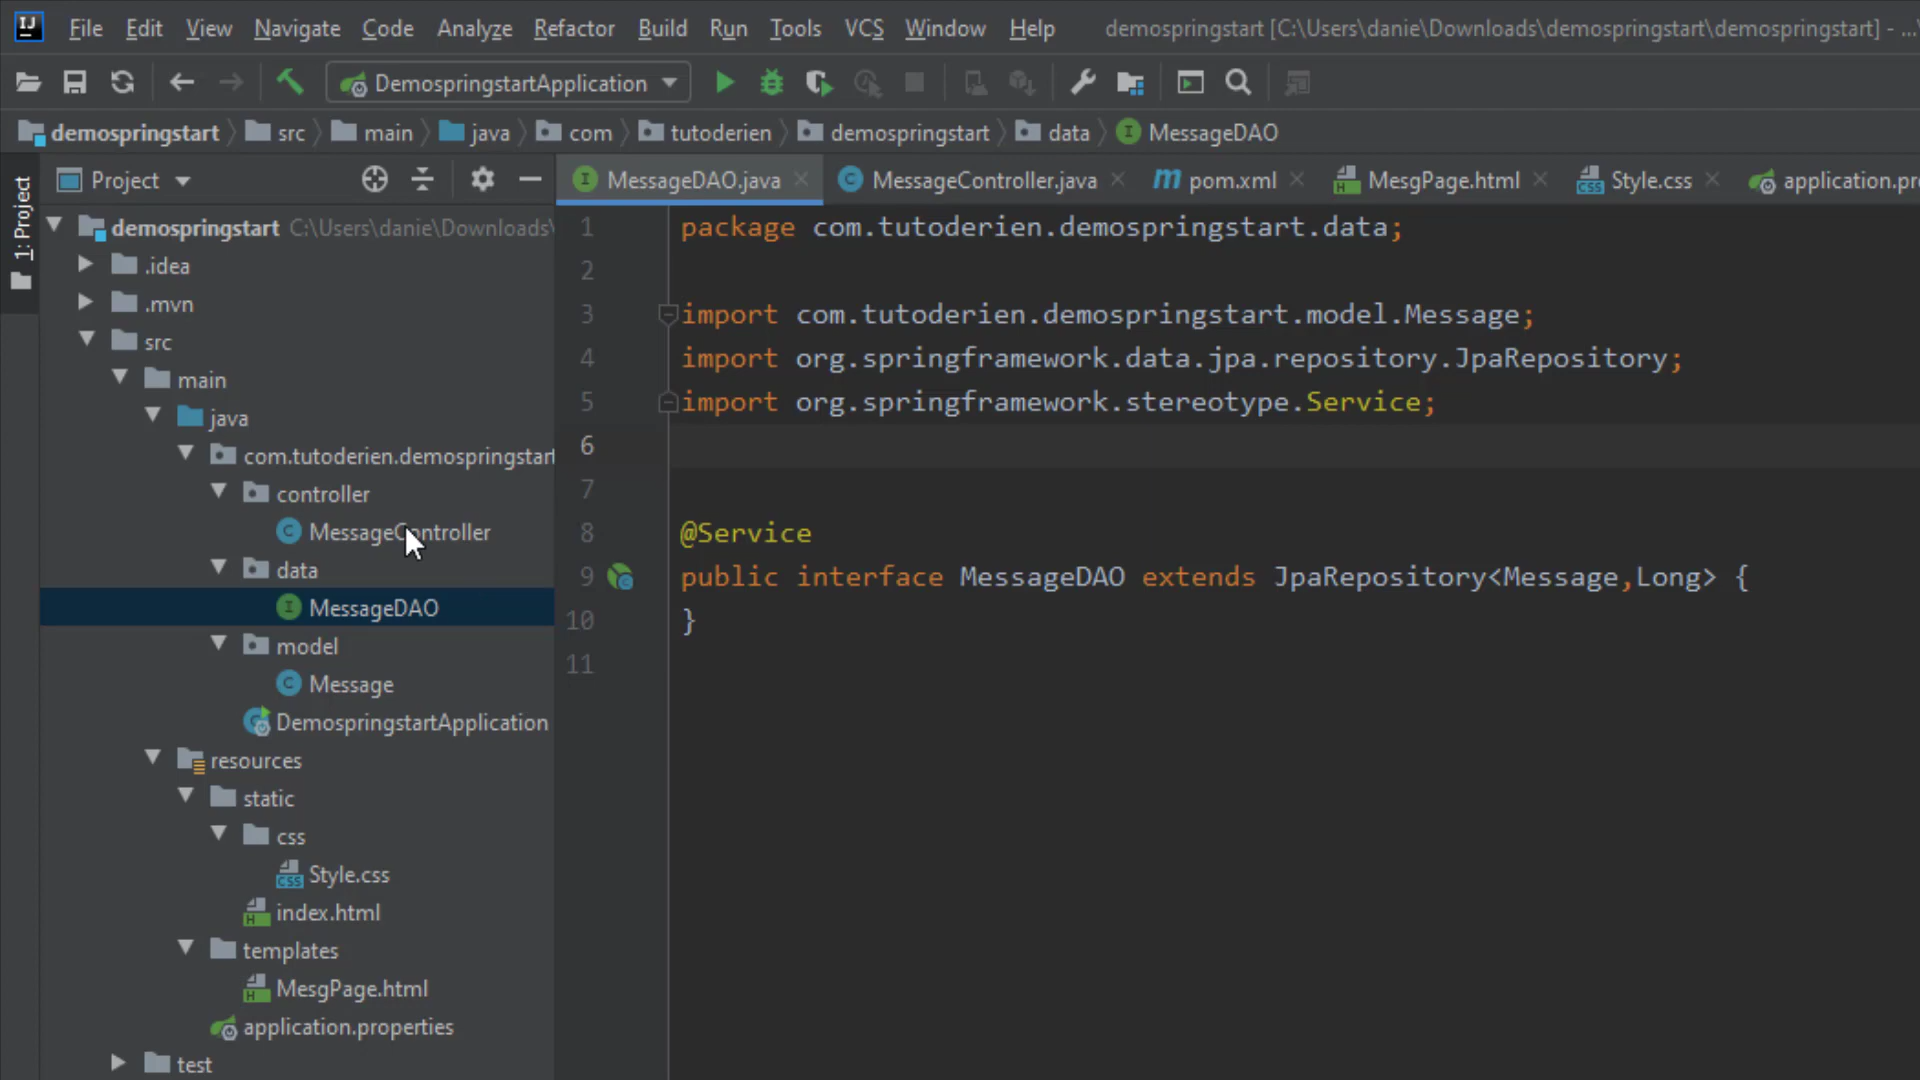 File Edit View Navigate Code Analyze Refactor Build Run Tools VCS Window Help demospringstart [C:\Users\danie\Downloads\demospringstart\demospringstart] - ...
DemospringstartApplication
demospringstart src main java com tutoderien demospringstart data MessageDAO
1: Project
Project
MessageDAO.java MessageController.java pom.xml MesgPage.html Style.css application.pr
demospringstart C:\Users\danie\Downloads\
.idea
.mvn
src
main
java
com.tutoderien.demospringstart
controller
MessageController
data
MessageDAO
model
Message
DemospringstartApplication
resources
static
css
Style.css
index.html
templates
MesgPage.html
application.properties
test
1 package com.tutoderien.demospringstart.data;
2
3 import com.tutoderien.demospringstart.model.Message;
4 import org.springframework.data.jpa.repository.JpaRepository;
5 import org.springframework.stereotype.Service;
6
7
8 @Service
9 public interface MessageDAO extends JpaRepository<Message,Long> {
10 }
11